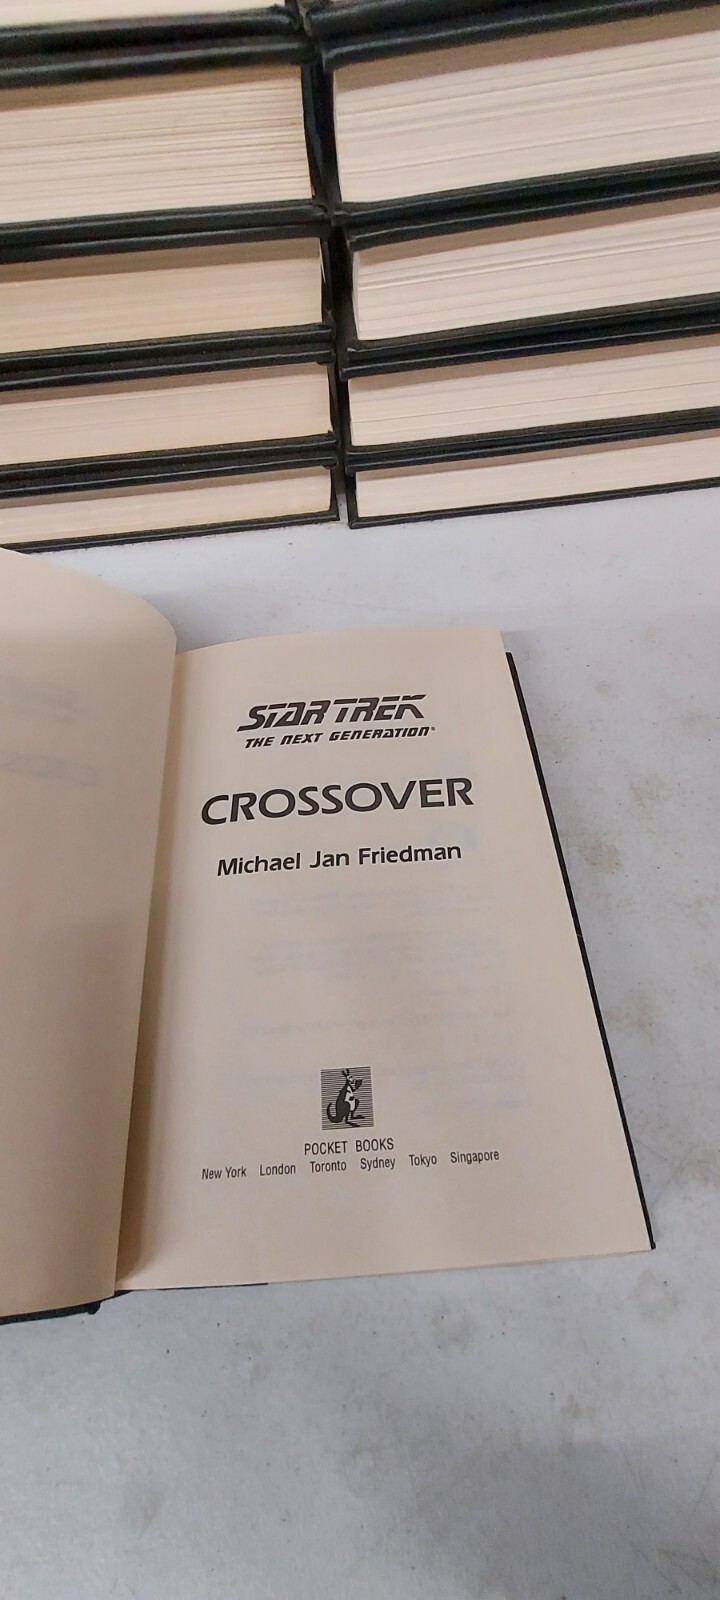 STAR TREK
THE NEXT GENERATION®
CROSSOVER
Michael Jan Friedman
POCKET BOOKS
New York London Toronto Sydney Tokyo Singapore